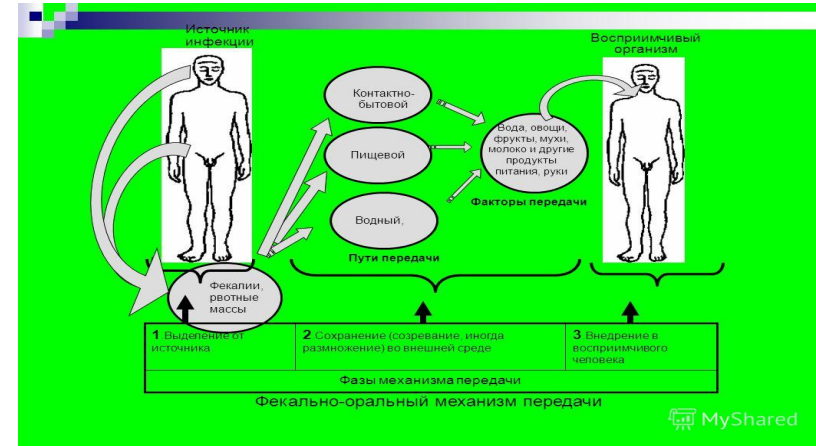 Источник
инфекции
Восприимчивый
организм
Контактно-
бытовой
Пищевой
Водный,
Пути передачи
Вода, овощи,
фрукты, мухи,
молоко и другие
продукты
питания, руки
Факторы передачи
Фекалии,
рвотные
массы
1 Выделение от
источника
2 Сохранение (созревание, иногда
размножение) во внешней среде
3 Внедрение в
восприимчивого
человека
Фазы механизма передачи
Фекально-оральный механизм передачи
MyShared